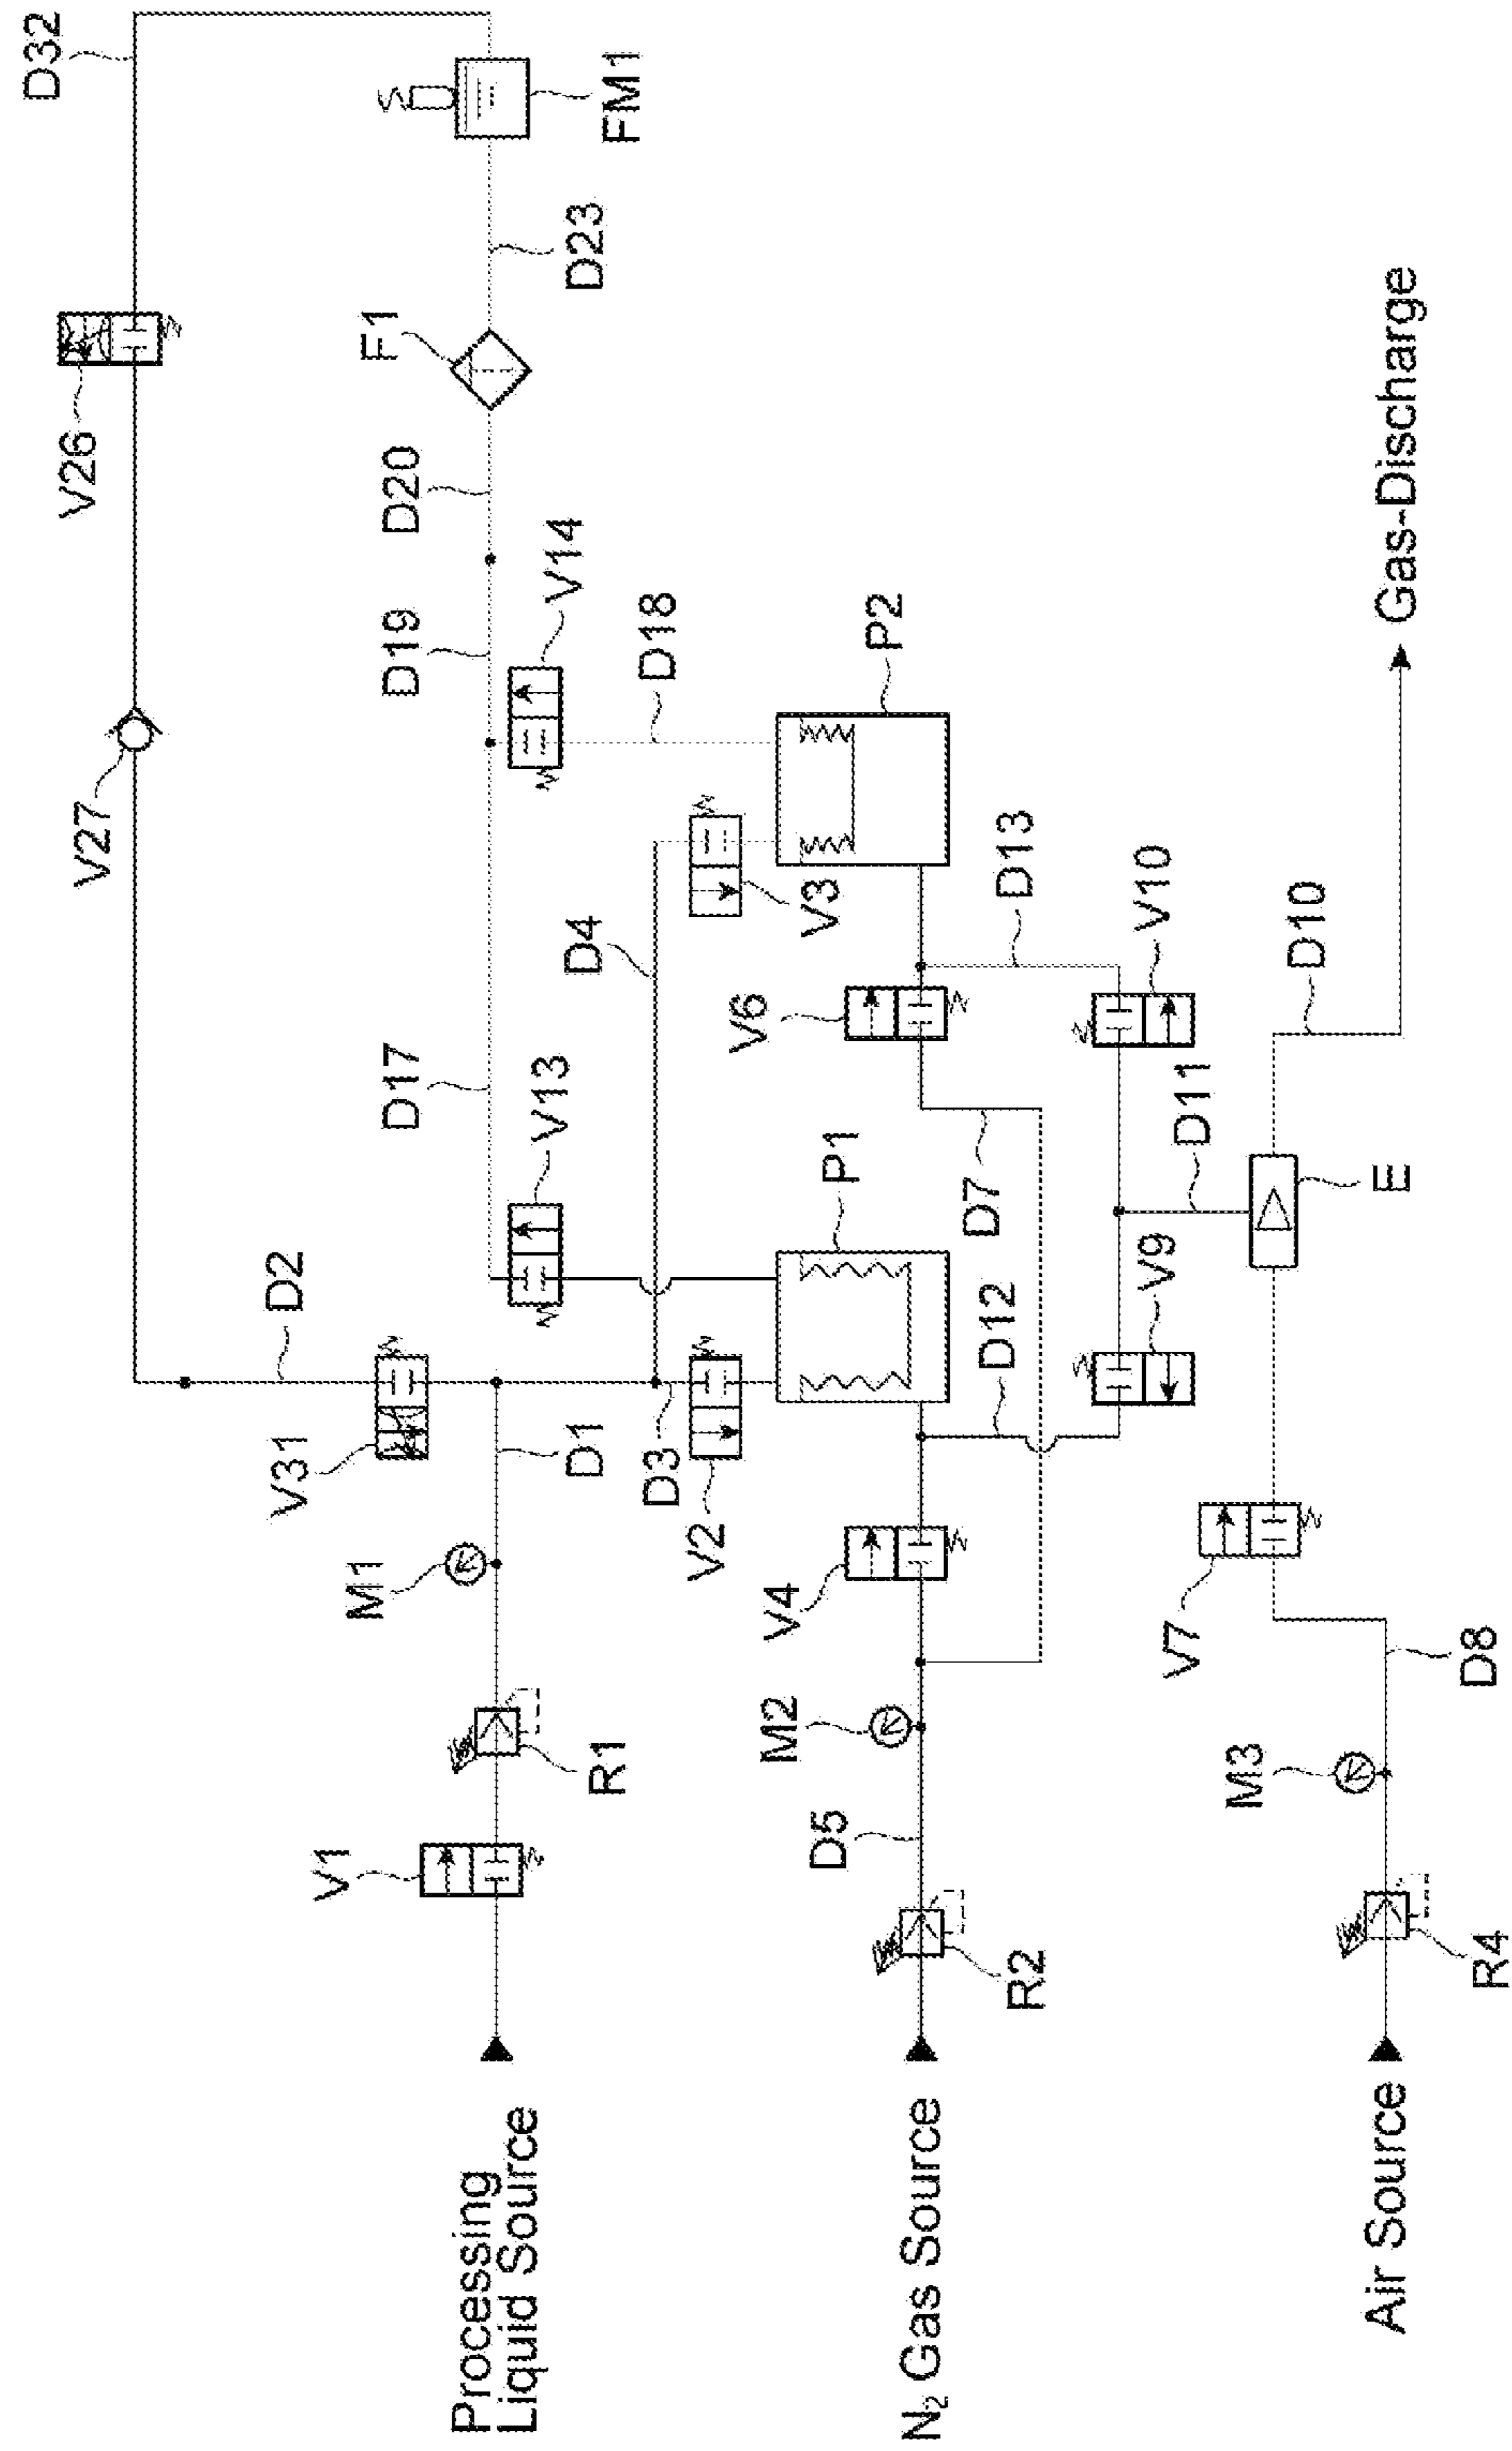 D32
FM1
V26
D23
F1
V27
D20
D19
V14
D18
P2
D4
V3
D17
V13
V6
D13
V10
D10
Gas-Discharge
D2
P1
D7
D11
E
V31
D1
D3
V2
D12
V9
M1
V4
V7
D8
R1
M2
M3
V1
D5
R2
R4
Processing
Liquid Source
N₂ Gas Source
Air Source